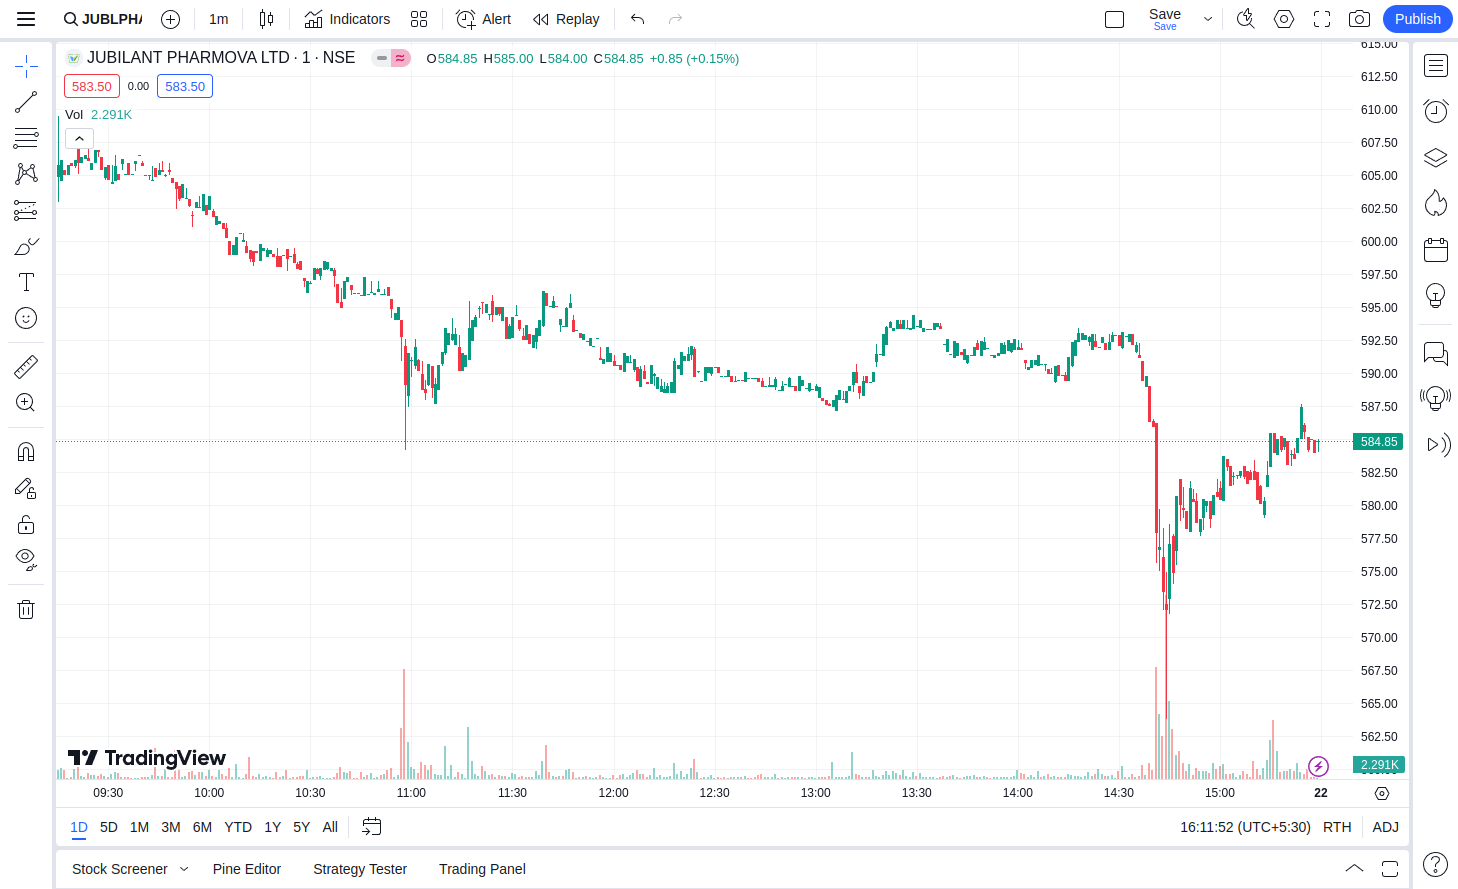 JUBLPHA
1m
Indicators
Alert
Replay
Save
Save
Publish
JUBILANT PHARMOVA LTD · 1 · NSE
O584.85 H585.00 L584.00 C584.85 +0.85 (+0.15%)
583.50 0.00 583.50
Vol 2.291K
615.00
612.50
610.00
607.50
605.00
602.50
600.00
597.50
595.00
592.50
590.00
587.50
584.85
582.50
580.00
577.50
575.00
572.50
570.00
567.50
565.00
562.50
2.291K
TradingView
09:30 10:00 10:30 11:00 11:30 12:00 12:30 13:00 13:30 14:00 14:30 15:00 22
1D 5D 1M 3M 6M YTD 1Y 5Y All
16:11:52 (UTC+5:30) RTH ADJ
Stock Screener Pine Editor Strategy Tester Trading Panel